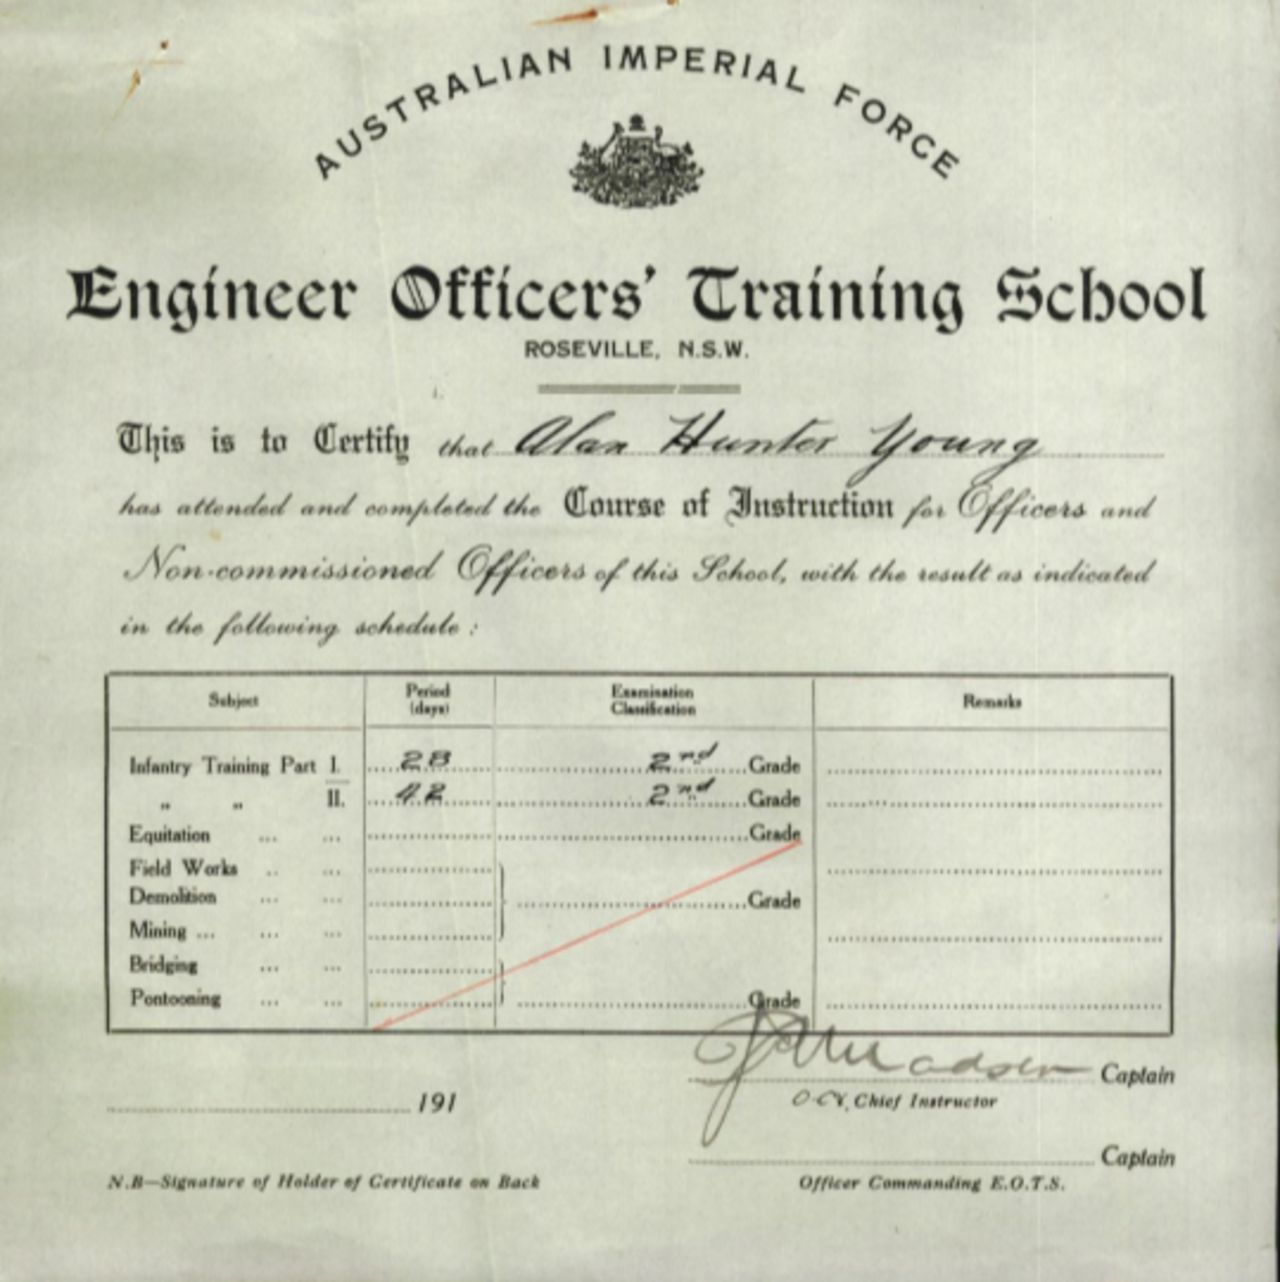 AUSTRALIAN IMPERIAL FORCE
Engineer Officers' Training School
ROSEVILLE, N.S.W.
This is to Certify that Alan Hunter Young
has attended and completed the Course of Instruction for Officers and
Non-commissioned Officers of this School, with the result as indicated
in the following schedule :
Subject Period (days) Examination Classification Remarks
Infantry Training Part I. 28 2nd Grade
" " II. 42 2nd Grade
Equitation ... ... Grade
Field Works .. ...
Demolition ... ... Grade
Mining ... ... ...
Bridging ... ...
Pontooning ... ... Grade
Madsen Captain
Chief Instructor
191
Captain
N.B—Signature of Holder of Certificate on Back Officer Commanding E.O.T.S.